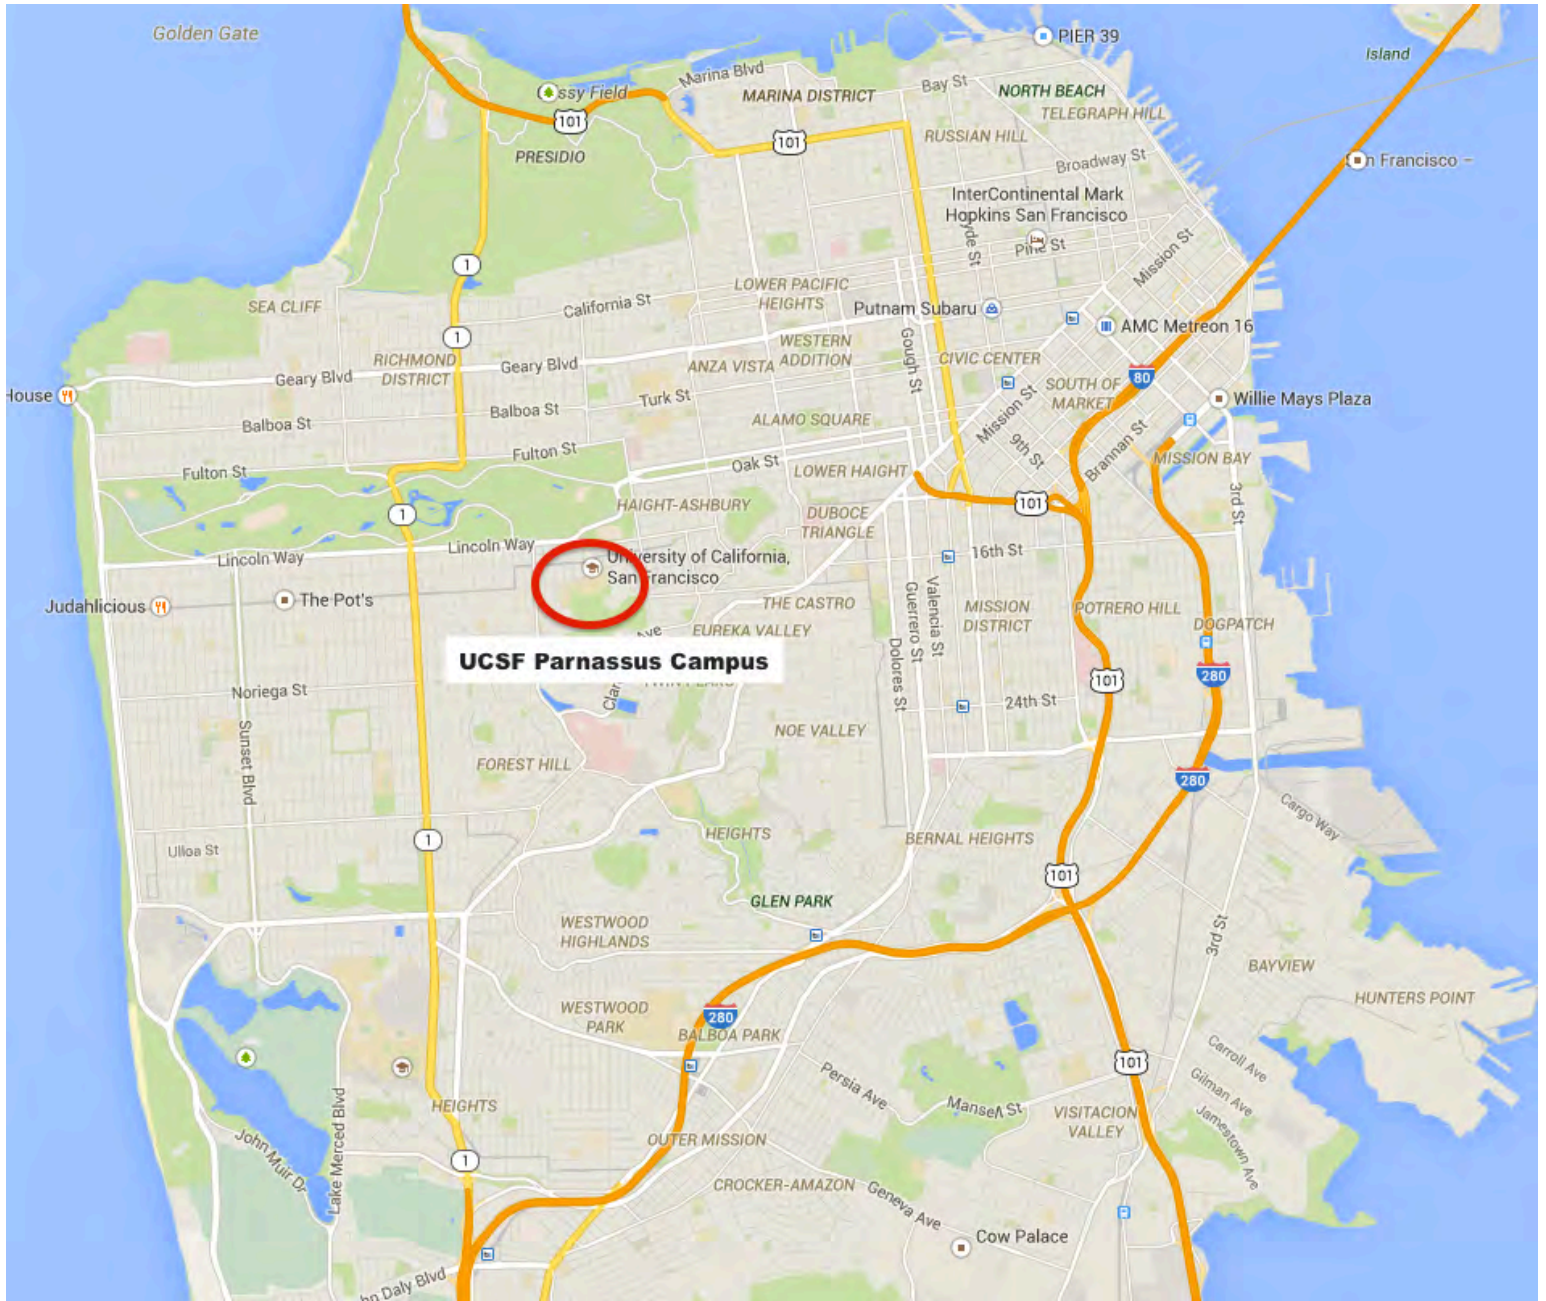 Golden Gate
PIER 39
Island
Marina Blvd
Bay St
NORTH BEACH
MARINA DISTRICT
TELEGRAPH HILL
101
101
RUSSIAN HILL
PRESIDIO
Broadway St
n Francisco –
InterContinental Mark
Hopkins San Francisco
Pine St
Mission St
1
SEA CLIFF
California St
LOWER PACIFIC
HEIGHTS
Putnam Subaru
AMC Metreon 16
1
Gough St
WESTERN
ADDITION
RICHMOND
DISTRICT
Geary Blvd
Geary Blvd
ANZA VISTA
CIVIC CENTER
80
SOUTH OF
MARKET
House
Turk St
Willie Mays Plaza
Balboa St
Balboa St
ALAMO SQUARE
Mission St
9th St
Brannan St
Fulton St
Fulton St
Oak St
LOWER HAIGHT
MISSION BAY
3rd St
HAIGHT-ASHBURY
DUBOCE
TRIANGLE
101
1
Lincoln Way
Lincoln Way
16th St
University of California,
San Francisco
Judahlicious
The Pot's
THE CASTRO
Valencia St
Guerrero St
Dolores St
MISSION
DISTRICT
POTRERO HILL
DOGPATCH
Ave
EUREKA VALLEY
UCSF Parnassus Campus
280
101
Noriega St
24th St
Sunset Blvd
NOE VALLEY
FOREST HILL
280
Cargo Way
1
Ulloa St
HEIGHTS
BERNAL HEIGHTS
101
GLEN PARK
WESTWOOD
HIGHLANDS
3rd St
BAYVIEW
HUNTERS POINT
WESTWOOD
PARK
280
BALBOA PARK
101
Carroll Ave
Gilman Ave
Jamestown Ave
Persia Ave
Mansell St
HEIGHTS
VISITACION
VALLEY
Lake Merced Blvd
John Muir Dr
OUTER MISSION
1
CROCKER-AMAZON
Geneva Ave
Cow Palace
Daly Blvd